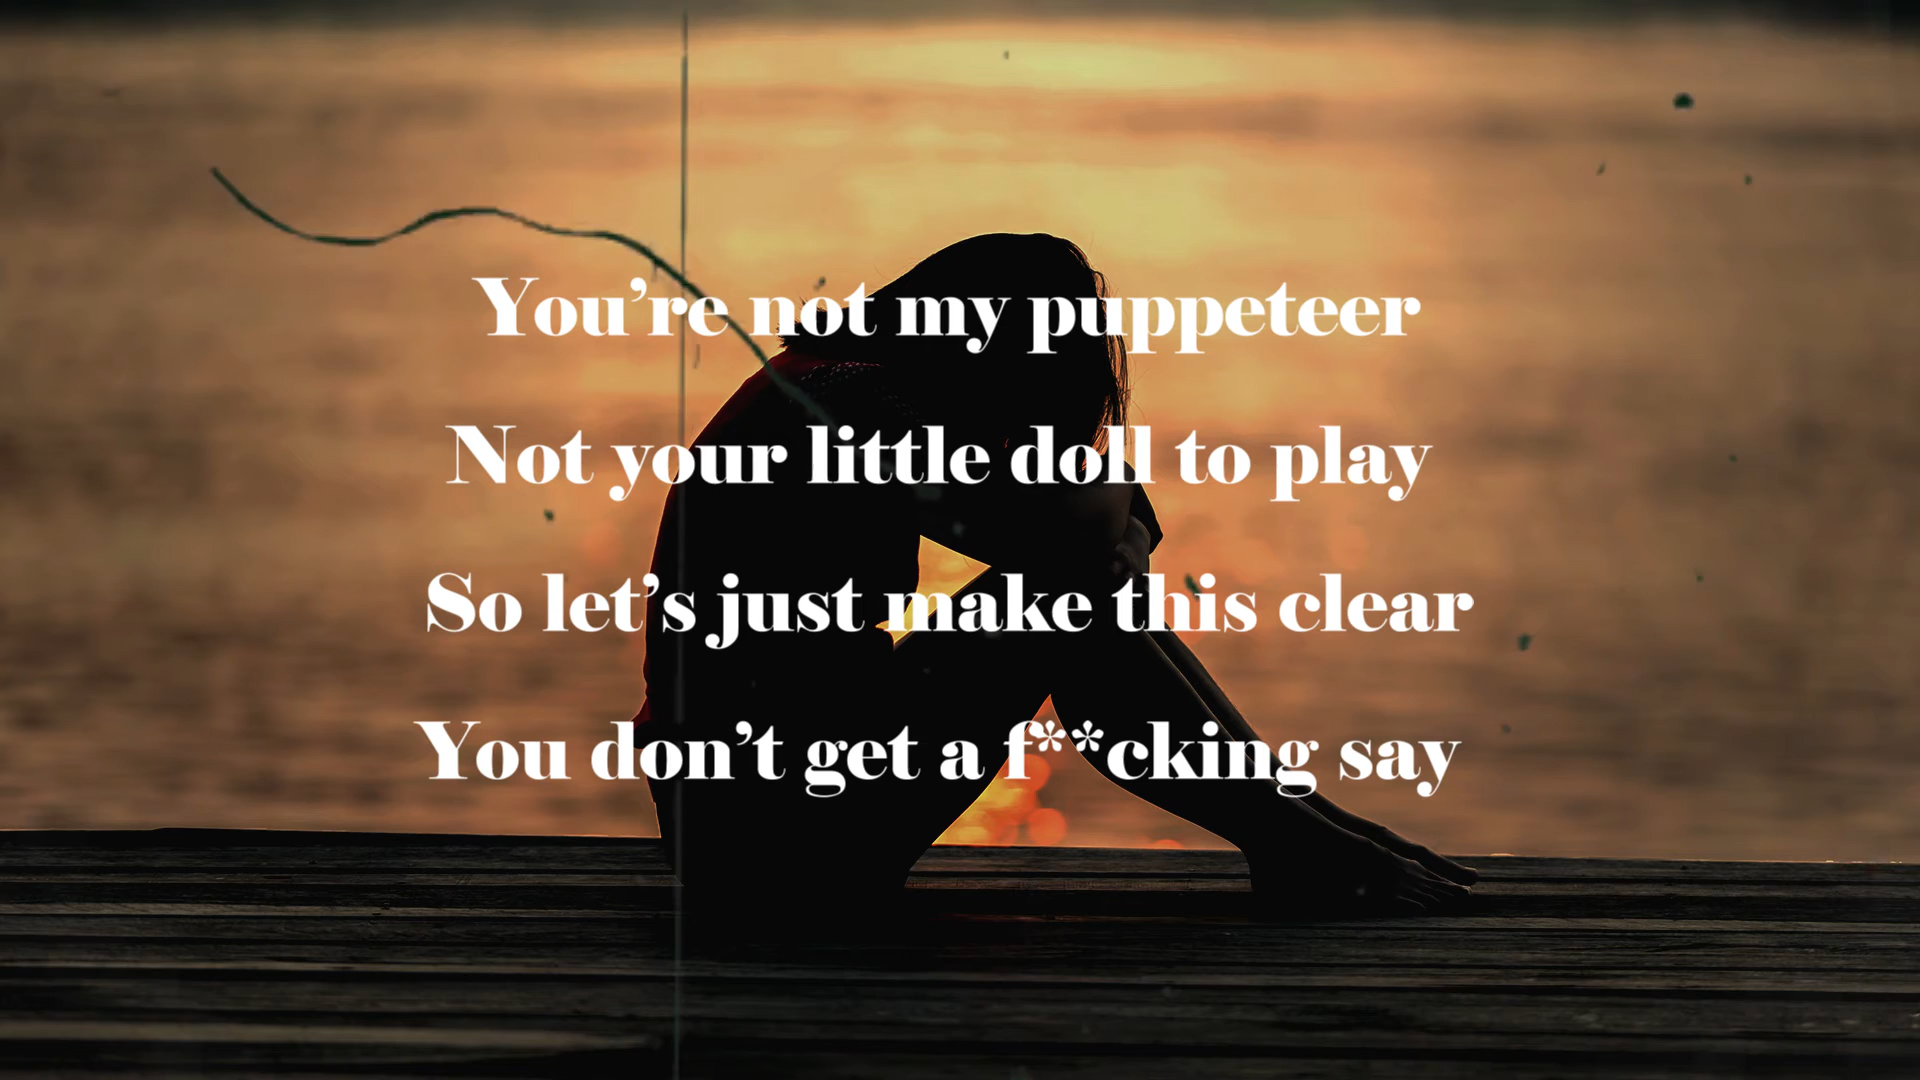 You’re not my puppeteer
Not your little doll to play
So let’s just make this clear
You don’t get a f**cking say